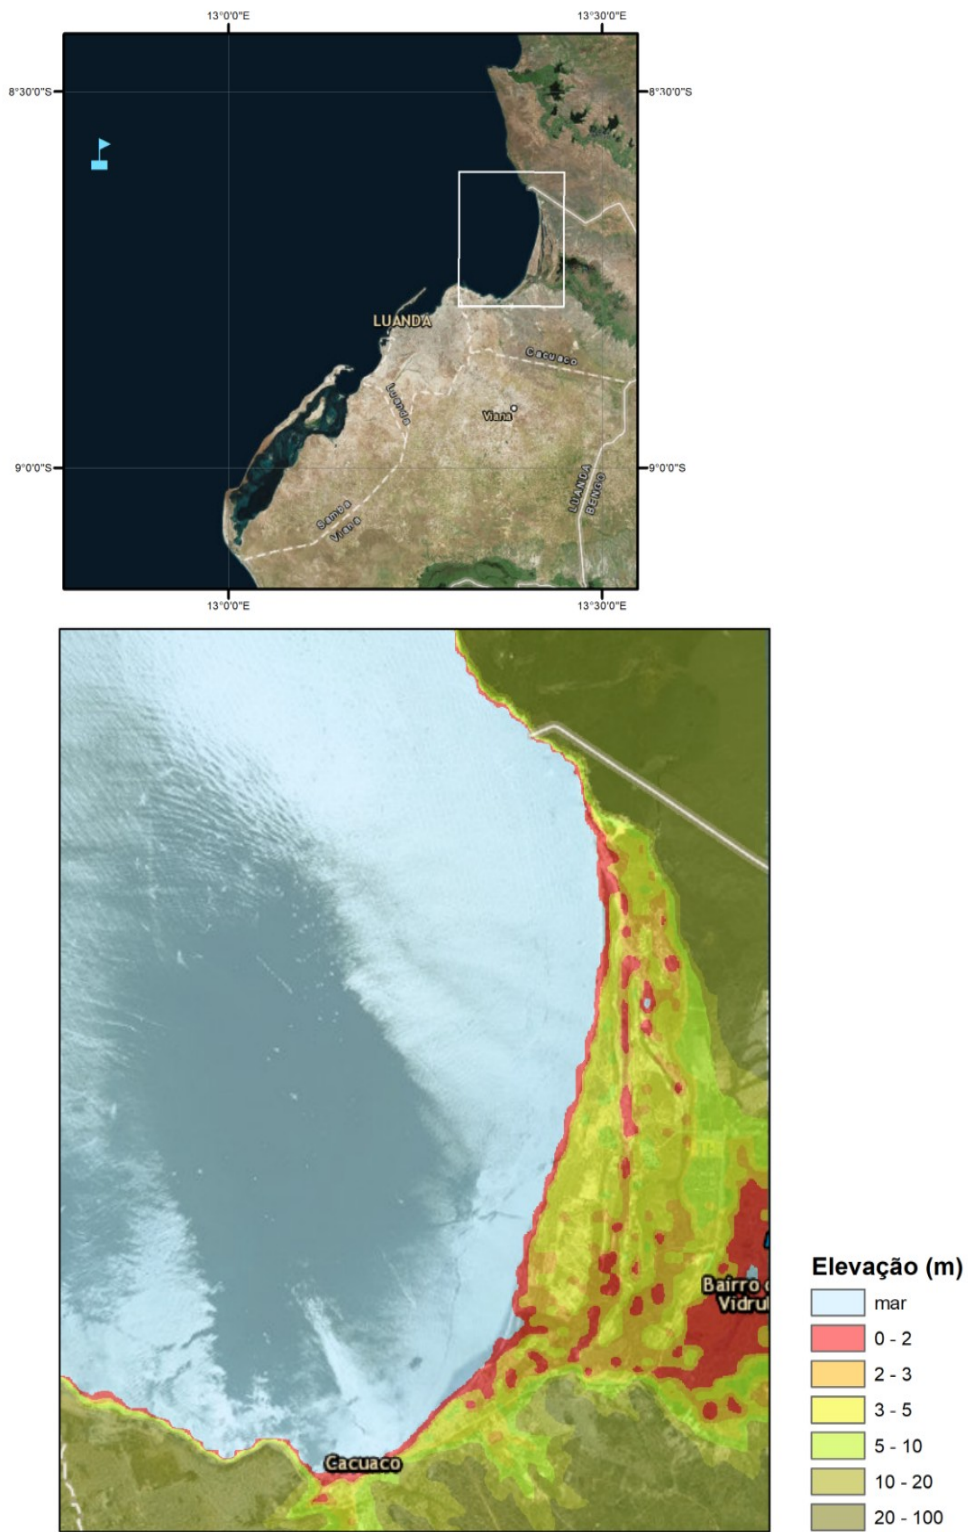 13°0'0"E
13°30'0"E
8°30'0"S
8°30'0"S
LUANDA
Cacuaco
Luanda
Viana
9°0'0"S
9°0'0"S
LUANDA
BENGO
Samba
Viana
13°0'0"E
13°30'0"E
Bairro
Vidrul
Cacuaco
Elevação (m)
mar
0 - 2
2 - 3
3 - 5
5 - 10
10 - 20
20 - 100